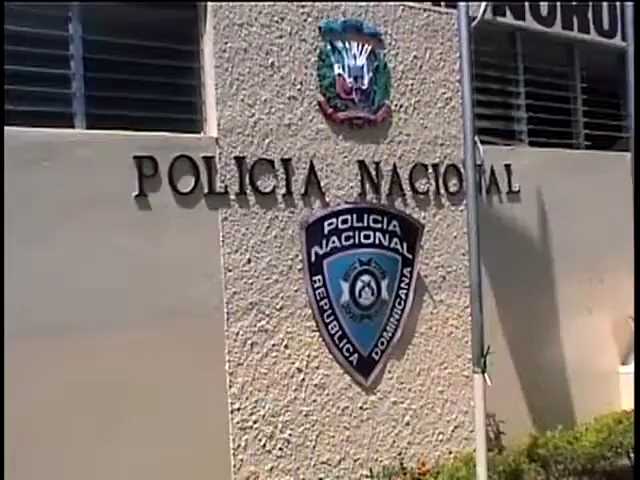 POLICIA NACIONAL
POLICIA
NACIONAL
REPUBLICA
DOMINICANA